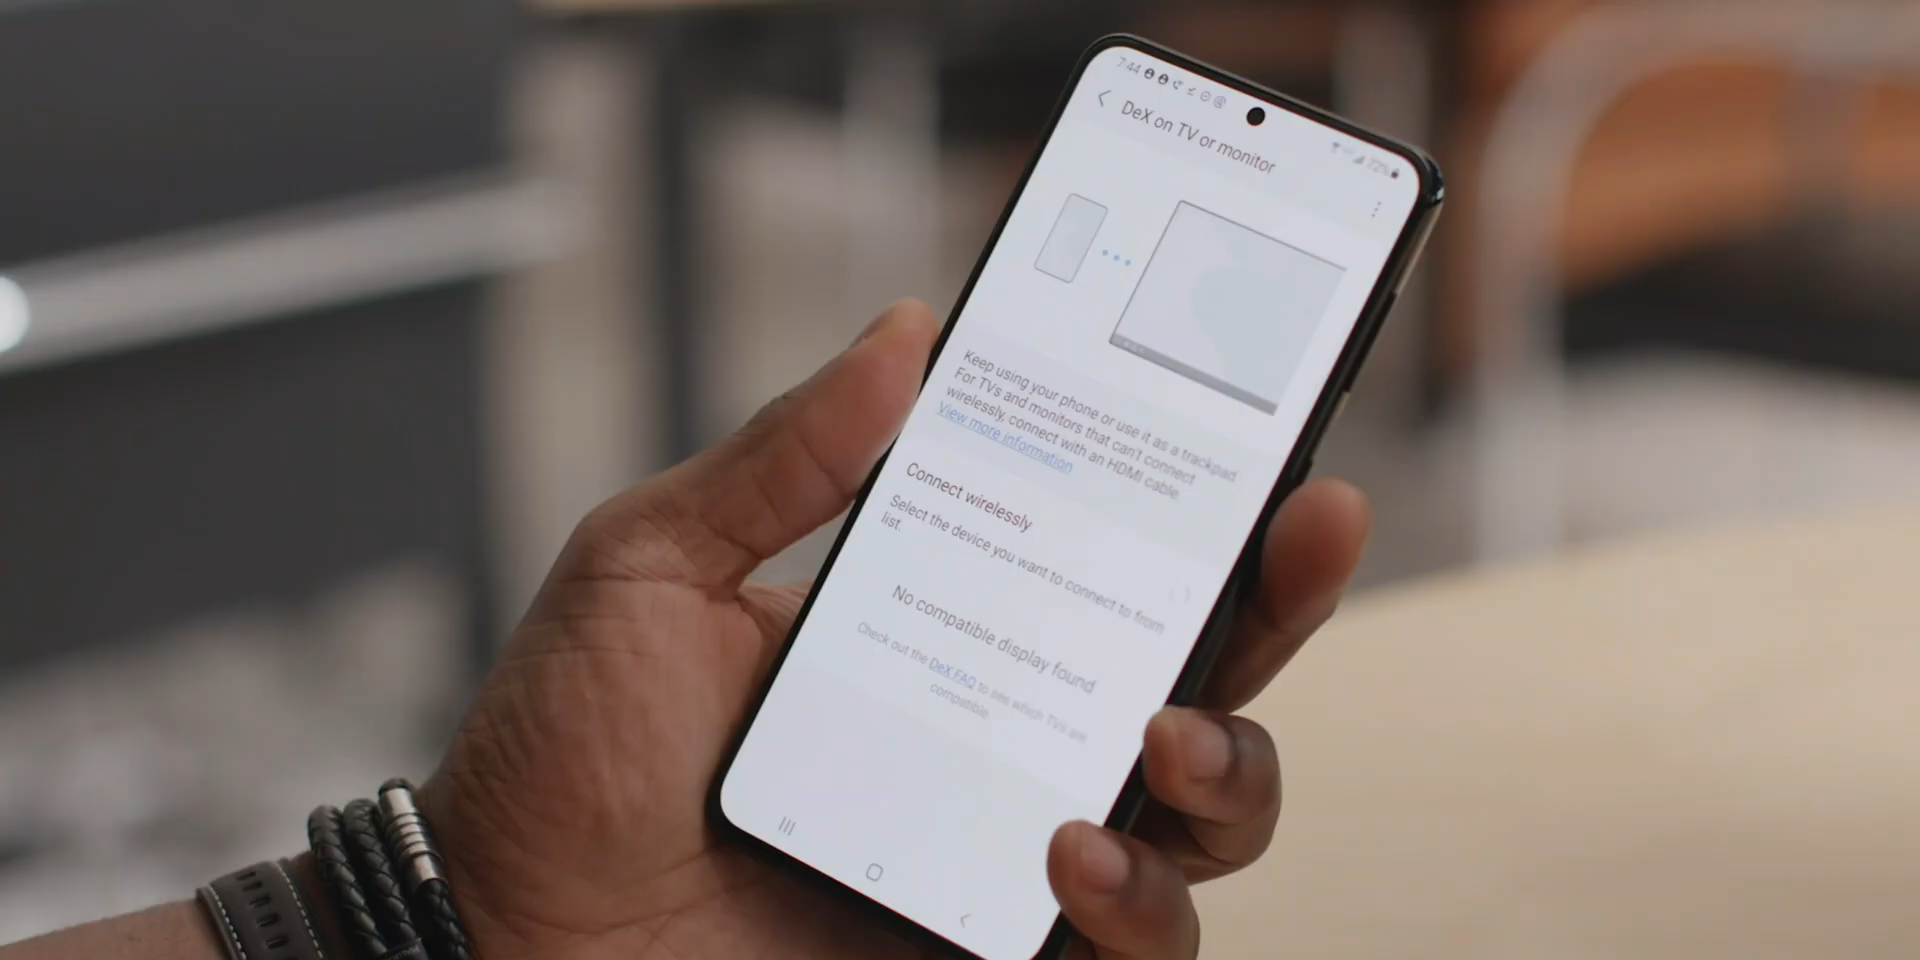 7:44
72%
DeX on TV or monitor
Keep using your phone or use it as a trackpad
For TVs and monitors that can't connect
wirelessly, connect with an HDMI cable.
View more information
Connect wirelessly
Select the device you want to connect to from
list.
No compatible display found
Check out the DeX FAQ to see which TVs are
compatible.